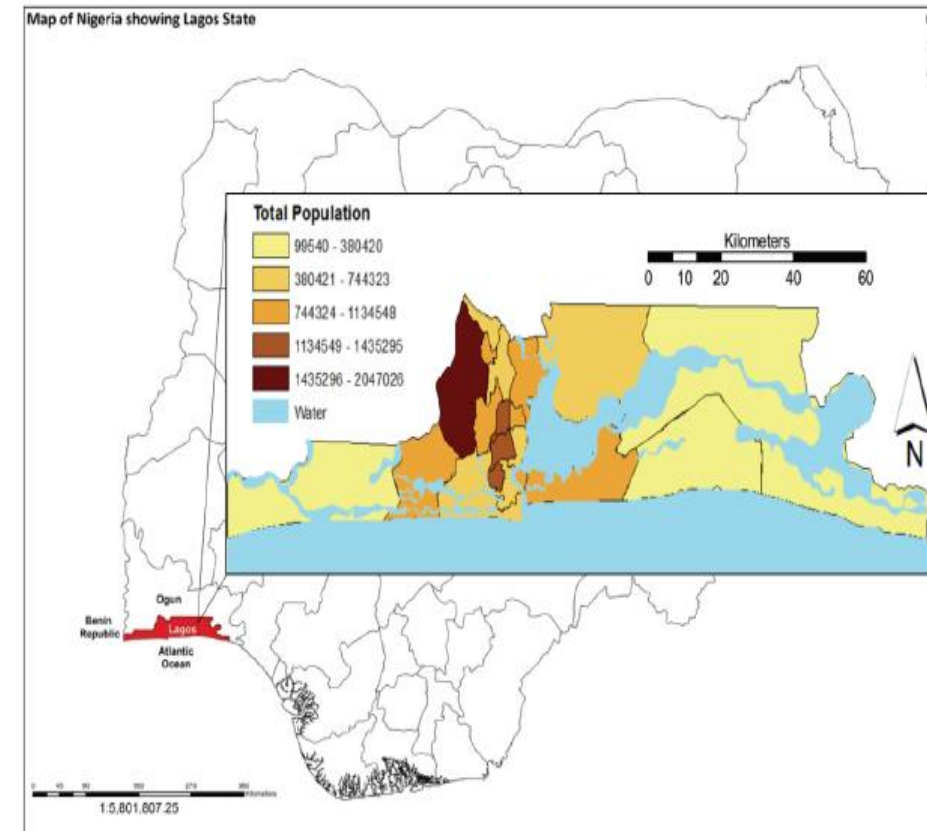 Map of Nigeria showing Lagos State
Total Population
99540 - 380420
380421 - 744323
744324 - 1134548
1134549 - 1435295
1435296 - 2047026
Water
Kilometers
0 10 20 40 60
N
Ogun
Benin
Republic
Lagos
Atlantic
Ocean
Kilometers
1:5,801,807.25